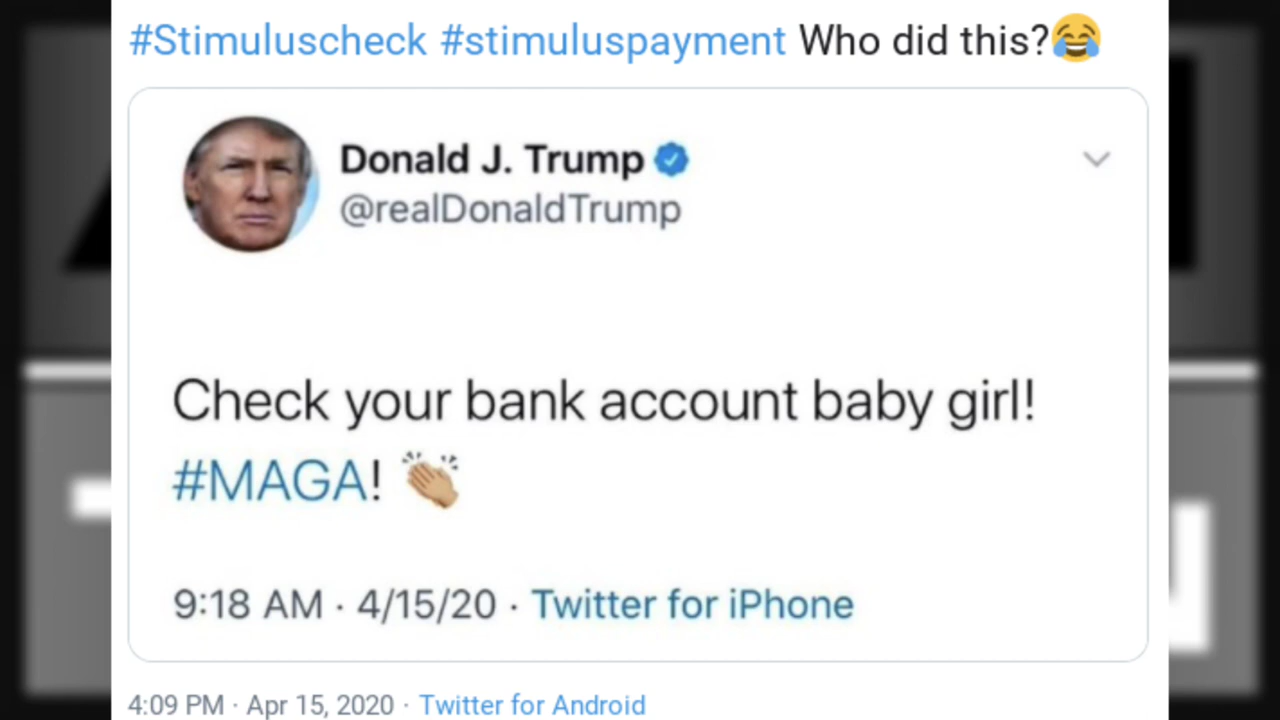 #Stimuluscheck #stimuluspayment Who did this?😂
Donald J. Trump
@realDonaldTrump
Check your bank account baby girl!
#MAGA! 👏🏼
9:18 AM · 4/15/20 · Twitter for iPhone
4:09 PM · Apr 15, 2020 · Twitter for Android